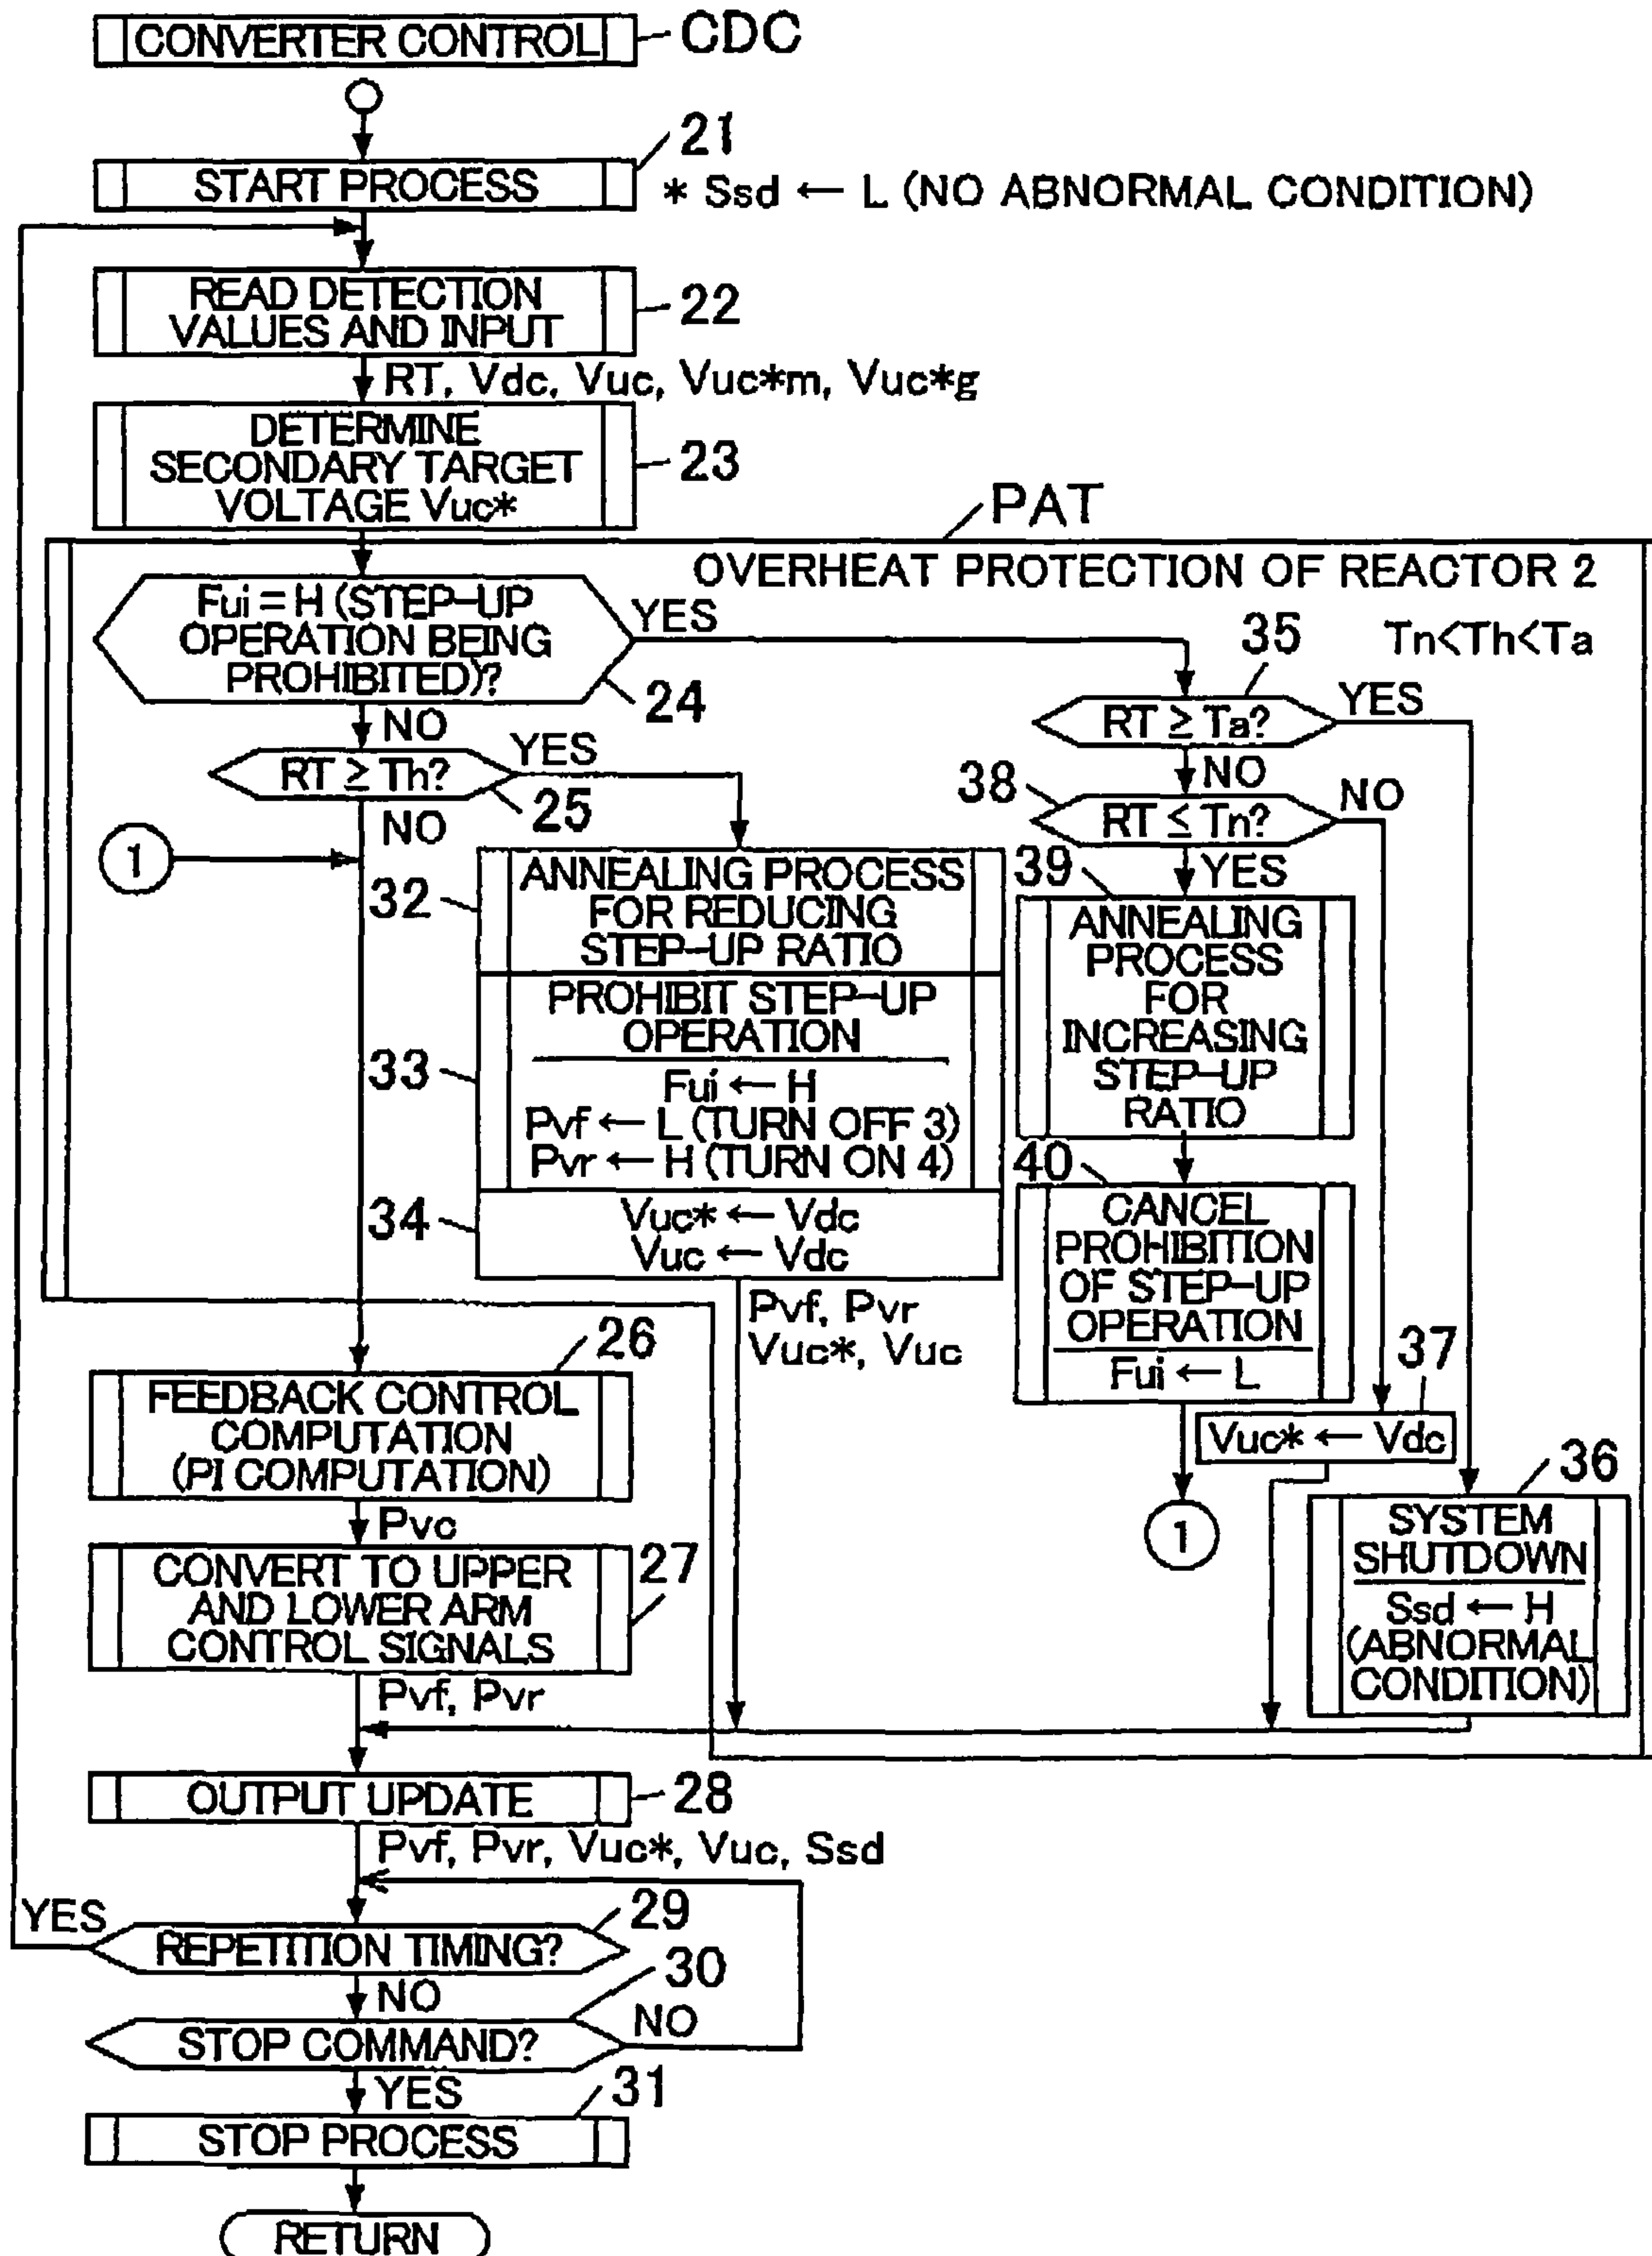 CONVERTER CONTROL
CDC
21
START PROCESS
* Ssd ← L (NO ABNORMAL CONDITION)
READ DETECTION
VALUES AND INPUT
22
RT, Vdc, Vuc, Vuc*m, Vuc*g
DETERMINE
SECONDARY TARGET
VOLTAGE Vuc*
23
PAT
OVERHEAT PROTECTION OF REACTOR 2
Tn<Th<Ta
Fui = H (STEP-UP
OPERATION BEING
PROHIBITED)?
YES
24
NO
35
RT ≥ Ta?
YES
NO
RT ≥ Th?
YES
25
NO
38
RT ≤ Tn?
NO
YES
1
32
ANNEALING PROCESS
FOR REDUCING
STEP-UP RATIO
33
PROHIBIT STEP-UP
OPERATION
Fui ← H
Pvf ← L (TURN OFF 3)
Pvr ← H (TURN ON 4)
34
Vuc* ← Vdc
Vuc ← Vdc
Pvf, Pvr
Vuc*, Vuc
39
ANNEALING
PROCESS
FOR
INCREASING
STEP-UP
RATIO
40
CANCEL
PROHIBITION
OF STEP-UP
OPERATION
Fui ← L
1
37
Vuc* ← Vdc
36
SYSTEM
SHUTDOWN
Ssd ← H
(ABNORMAL
CONDITION)
26
FEEDBACK CONTROL
COMPUTATION
(PI COMPUTATION)
Pvc
CONVERT TO UPPER
AND LOWER ARM
CONTROL SIGNALS
27
Pvf, Pvr
OUTPUT UPDATE
28
Pvf, Pvr, Vuc*, Vuc, Ssd
YES
29
REPETITION TIMING?
NO
30
STOP COMMAND?
NO
YES
31
STOP PROCESS
RETURN